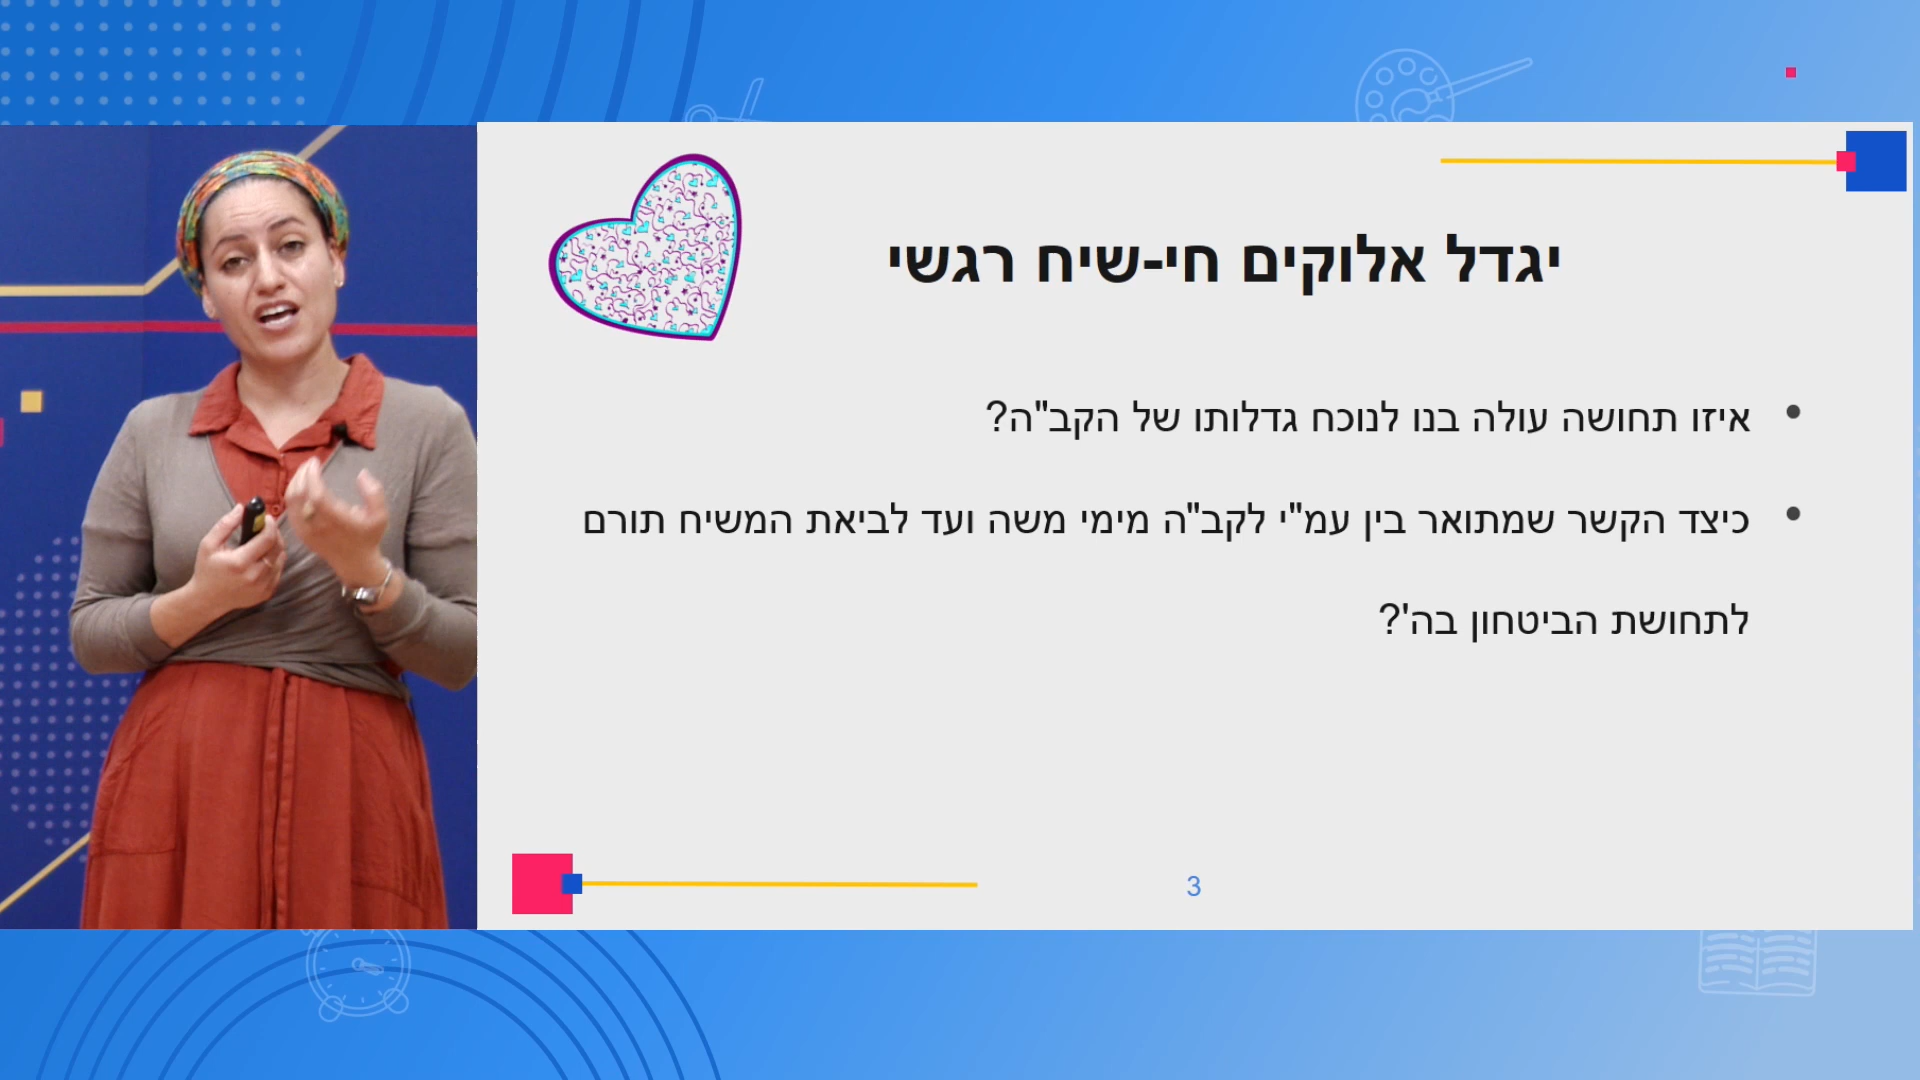 יגדל אלוקים חי-שיח רגשי
איזו תחושה עולה בנו לנוכח גדלותו של הקב"ה?
כיצד הקשר שמתואר בין עמ"י לקב"ה מימי משה ועד לביאת המשיח תורם
לתחושת הביטחון בה'?
3